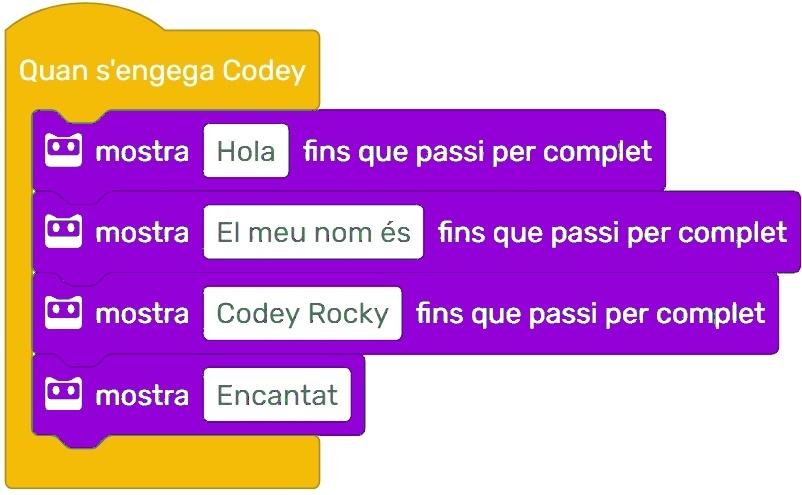 Quan s'engega Codey
mostra Hola fins que passi per complet
mostra El meu nom és fins que passi per complet
mostra Codey Rocky fins que passi per complet
mostra Encantat